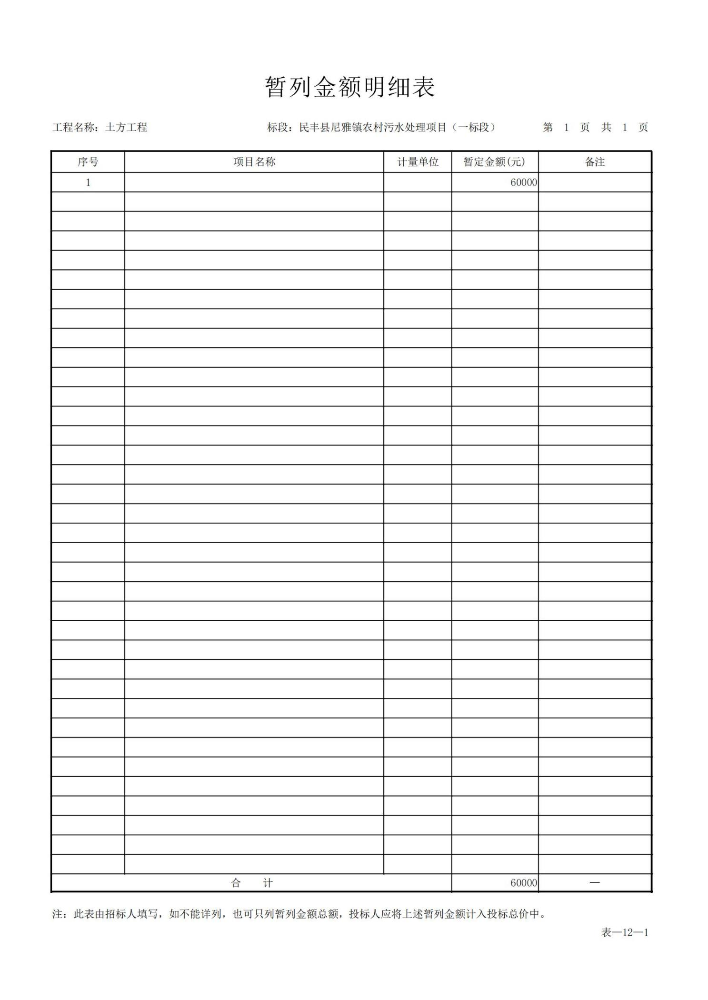 暂列金额明细表
工程名称：土方工程 标段：民丰县尼雅镇农村污水处理项目（一标段） 第 1 页 共 1 页
序号 项目名称 计量单位 暂定金额(元) 备注
1 60000
合 计 60000 —
注：此表由招标人填写，如不能详列，也可只列暂列金额总额，投标人应将上述暂列金额计入投标总价中。
表—12—1